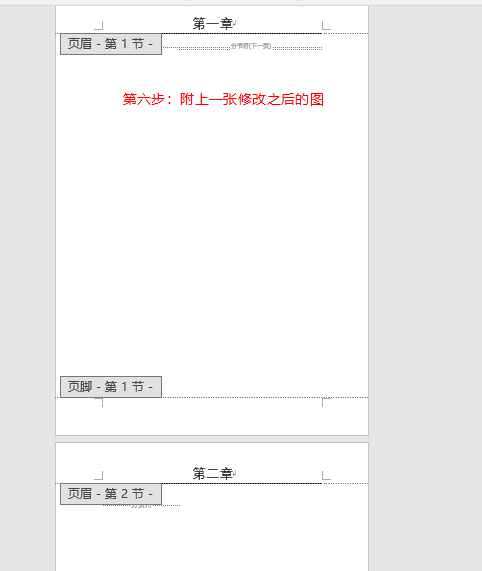 第一章
页眉 - 第 1 节 -
分节符(下一页)
第六步：附上一张修改之后的图
页脚 - 第 1 节 -
第二章
页眉 - 第 2 节 -